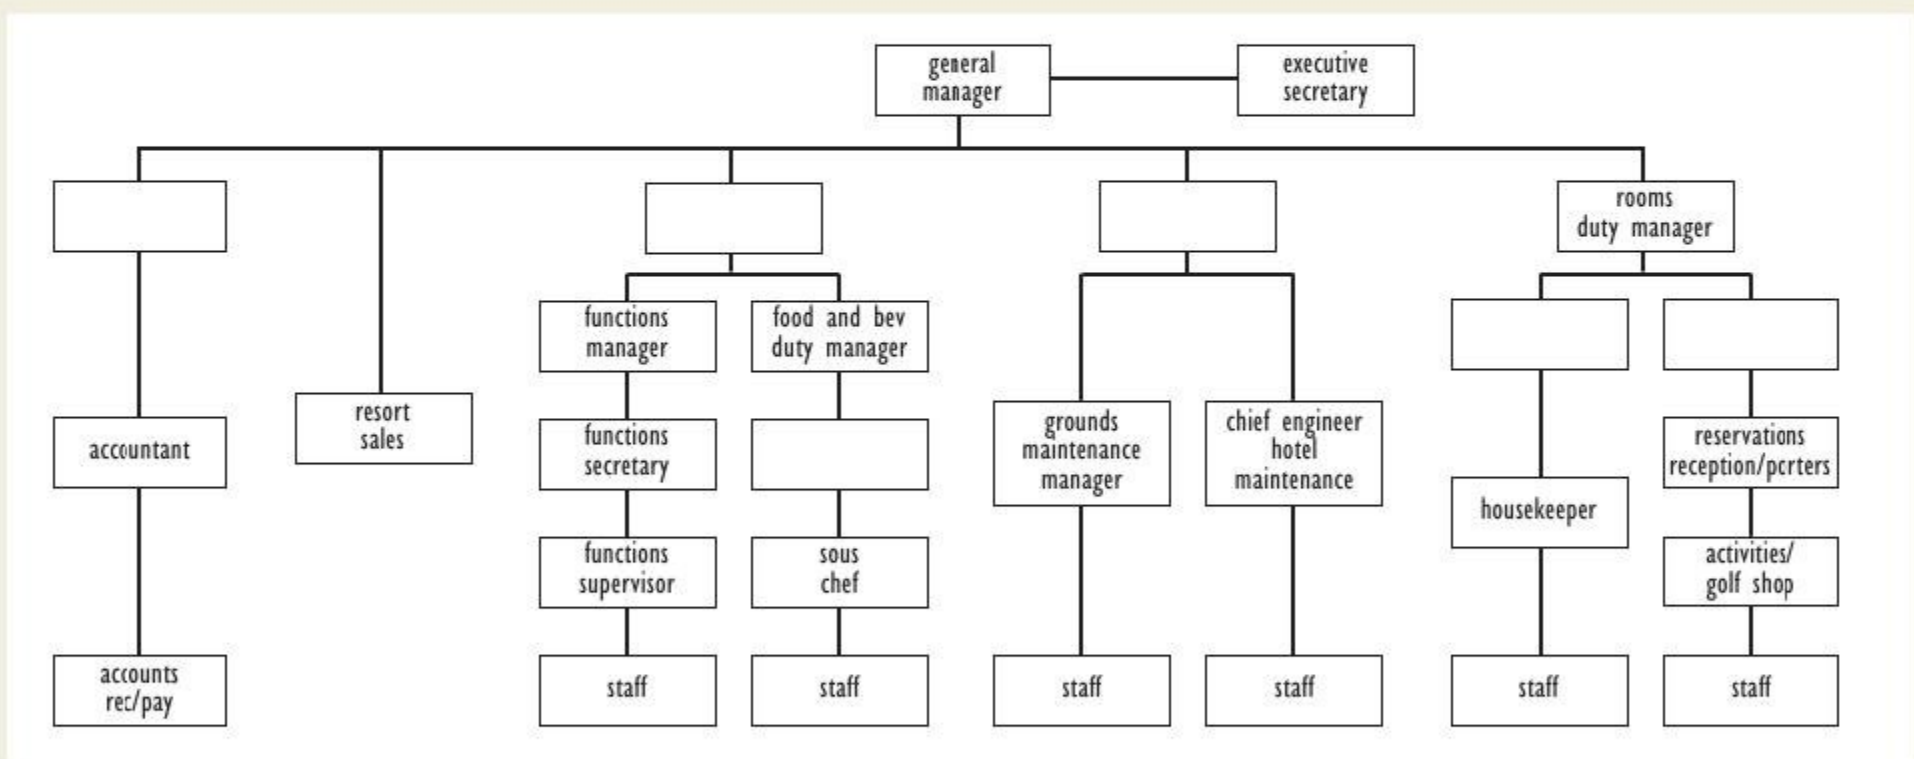 general
manager
executive
secretary
rooms
duty manager
functions
manager
food and bev
duty manager
resort
sales
accountant
functions
secretary
grounds
maintenance
manager
chief engineer
hotel
maintenance
reservations
reception/porters
housekeeper
functions
supervisor
sous
chef
activities/
golf shop
accounts
rec/pay
staff
staff
staff
staff
staff
staff